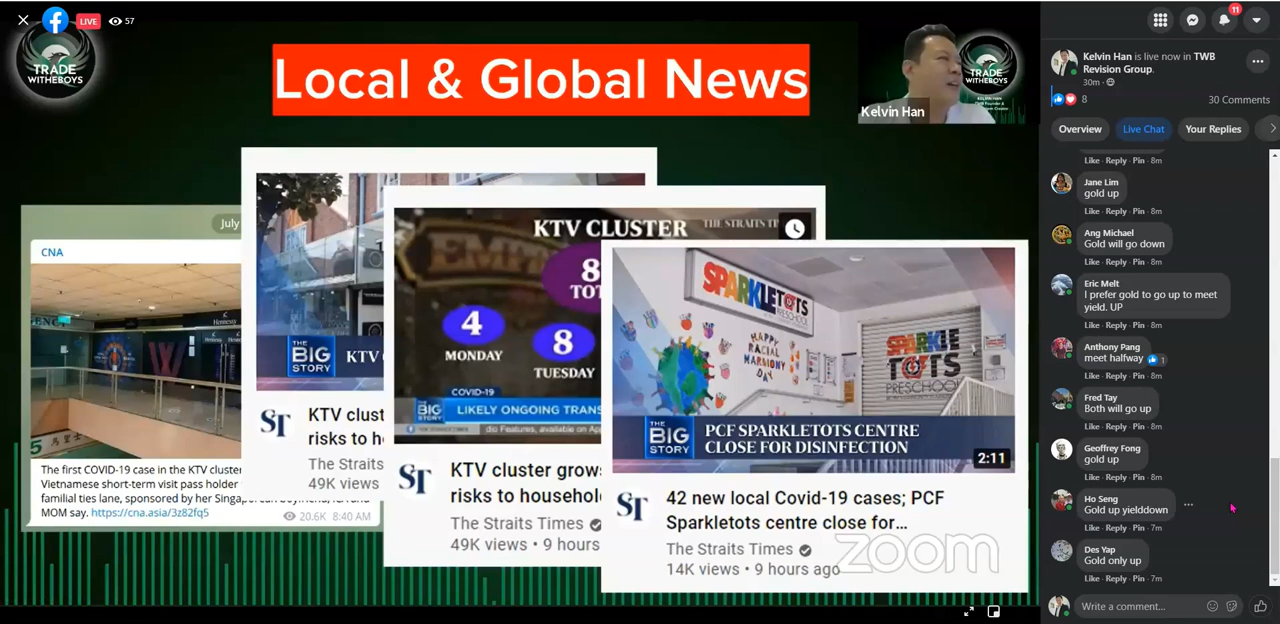 LIVE
57
TRADE
WITHEBOYS
Local & Global News
TRADE
WITHEBOYS
KELVIN HAN
Kelvin Han
July
CNA
Hennessy
Hennessy
The first COVID-19 case in the KTV cluster
Vietnamese short-term visit pass holder
familial ties lane, sponsored by her
MOM say. https://cna.asia/3z82fq5
20.6K 8:40 AM
THE
BIG
STORY
KTV
ST
KTV clust
risks to h
The Straits
49K views
KTV CLUSTER
THE STRAITS TI
EMP
8
TOT
4
MONDAY
8
TUESDAY
COVID-19
BIG
LIKELY ONGOING TRANS
ST
KTV cluster grows
risks to household
The Straits Times
49K views • 9 hours
SPARKLETOTS
PRESCHOOL
HAPPY
RACIAL
HARMONY
DAY
SPARKLE
TOTS
PRESCHOOL
THE
BIG
STORY
PCF SPARKLETOTS CENTRE
CLOSE FOR DISINFECTION
2:11
ST
42 new local Covid-19 cases; PCF
Sparkletots centre close for...
The Straits Times
14K views • 9 hours ago
zoom
11
Kelvin Han is live now in TWB
Revision Group.
30m
8
30 Comments
Overview
Live Chat
Your Replies
Like · Reply · Pin · 8m
Jane Lim
gold up
Like · Reply · Pin · 8m
Ang Michael
Gold will go down
Like · Reply · Pin · 8m
Eric Melt
I prefer gold to go up to meet
yield. UP
Like · Reply · Pin · 8m
Anthony Pang
meet halfway
1
Like · Reply · Pin · 8m
Fred Tay
Both will go up
Like · Reply · Pin · 8m
Geoffrey Fong
gold up
Like · Reply · Pin · 8m
Ho Seng
Gold up yielddown
Like · Reply · Pin · 7m
Des Yap
Gold only up
Like · Reply · Pin · 7m
Write a comment...